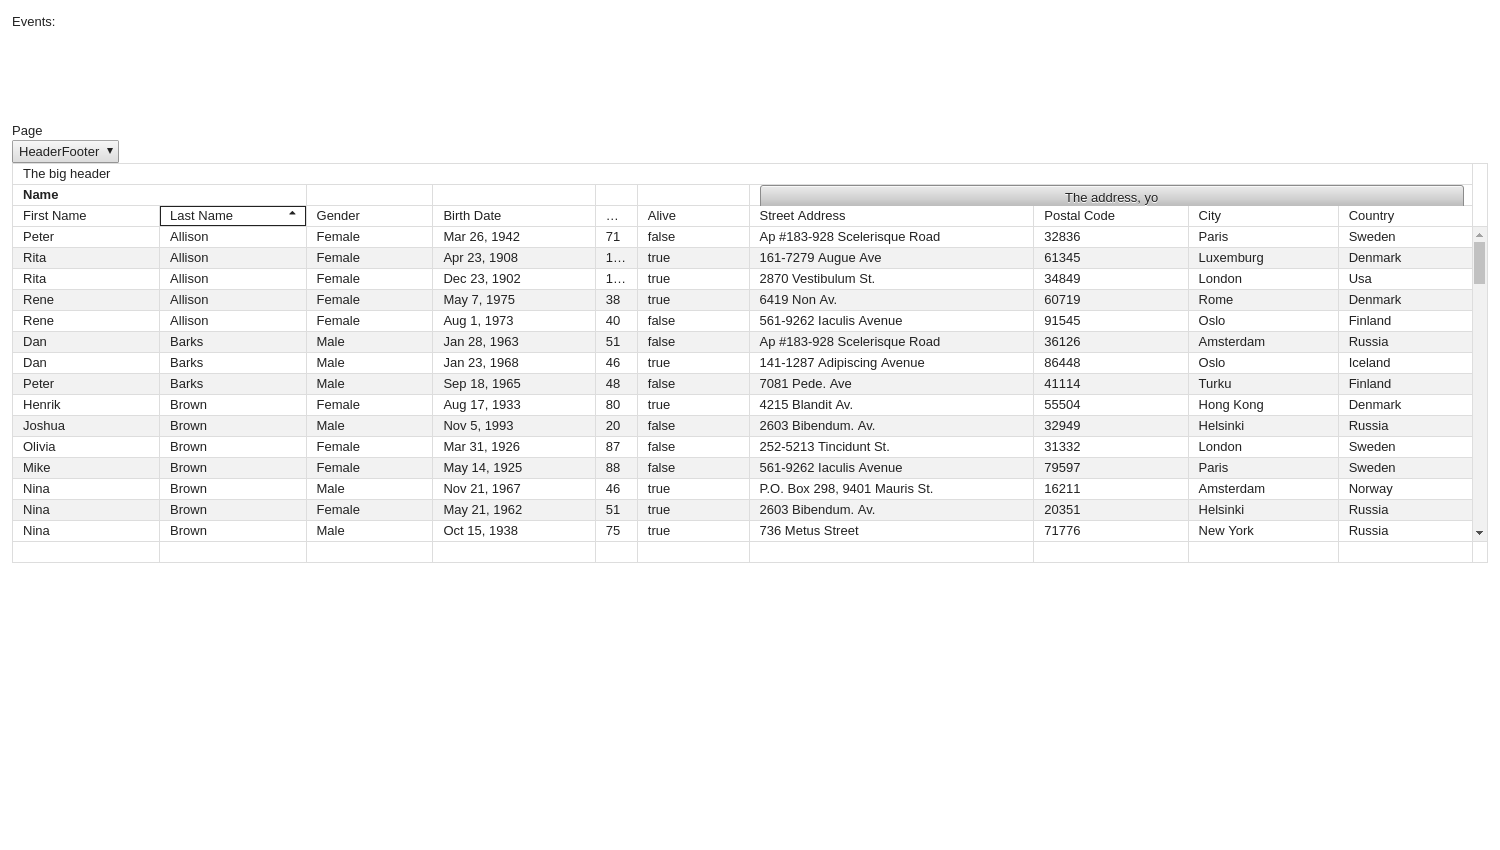 Events:
Page
HeaderFooter
The big header
Name The address, yo
First Name Last Name Gender Birth Date … Alive Street Address Postal Code City Country
Peter Allison Female Mar 26, 1942 71 false Ap #183-928 Scelerisque Road 32836 Paris Sweden
Rita Allison Female Apr 23, 1908 1… true 161-7279 Augue Ave 61345 Luxemburg Denmark
Rita Allison Female Dec 23, 1902 1… true 2870 Vestibulum St. 34849 London Usa
Rene Allison Female May 7, 1975 38 true 6419 Non Av. 60719 Rome Denmark
Rene Allison Female Aug 1, 1973 40 false 561-9262 Iaculis Avenue 91545 Oslo Finland
Dan Barks Male Jan 28, 1963 51 false Ap #183-928 Scelerisque Road 36126 Amsterdam Russia
Dan Barks Male Jan 23, 1968 46 true 141-1287 Adipiscing Avenue 86448 Oslo Iceland
Peter Barks Male Sep 18, 1965 48 false 7081 Pede. Ave 41114 Turku Finland
Henrik Brown Female Aug 17, 1933 80 true 4215 Blandit Av. 55504 Hong Kong Denmark
Joshua Brown Male Nov 5, 1993 20 false 2603 Bibendum. Av. 32949 Helsinki Russia
Olivia Brown Female Mar 31, 1926 87 false 252-5213 Tincidunt St. 31332 London Sweden
Mike Brown Female May 14, 1925 88 false 561-9262 Iaculis Avenue 79597 Paris Sweden
Nina Brown Male Nov 21, 1967 46 true P.O. Box 298, 9401 Mauris St. 16211 Amsterdam Norway
Nina Brown Female May 21, 1962 51 true 2603 Bibendum. Av. 20351 Helsinki Russia
Nina Brown Male Oct 15, 1938 75 true 736 Metus Street 71776 New York Russia